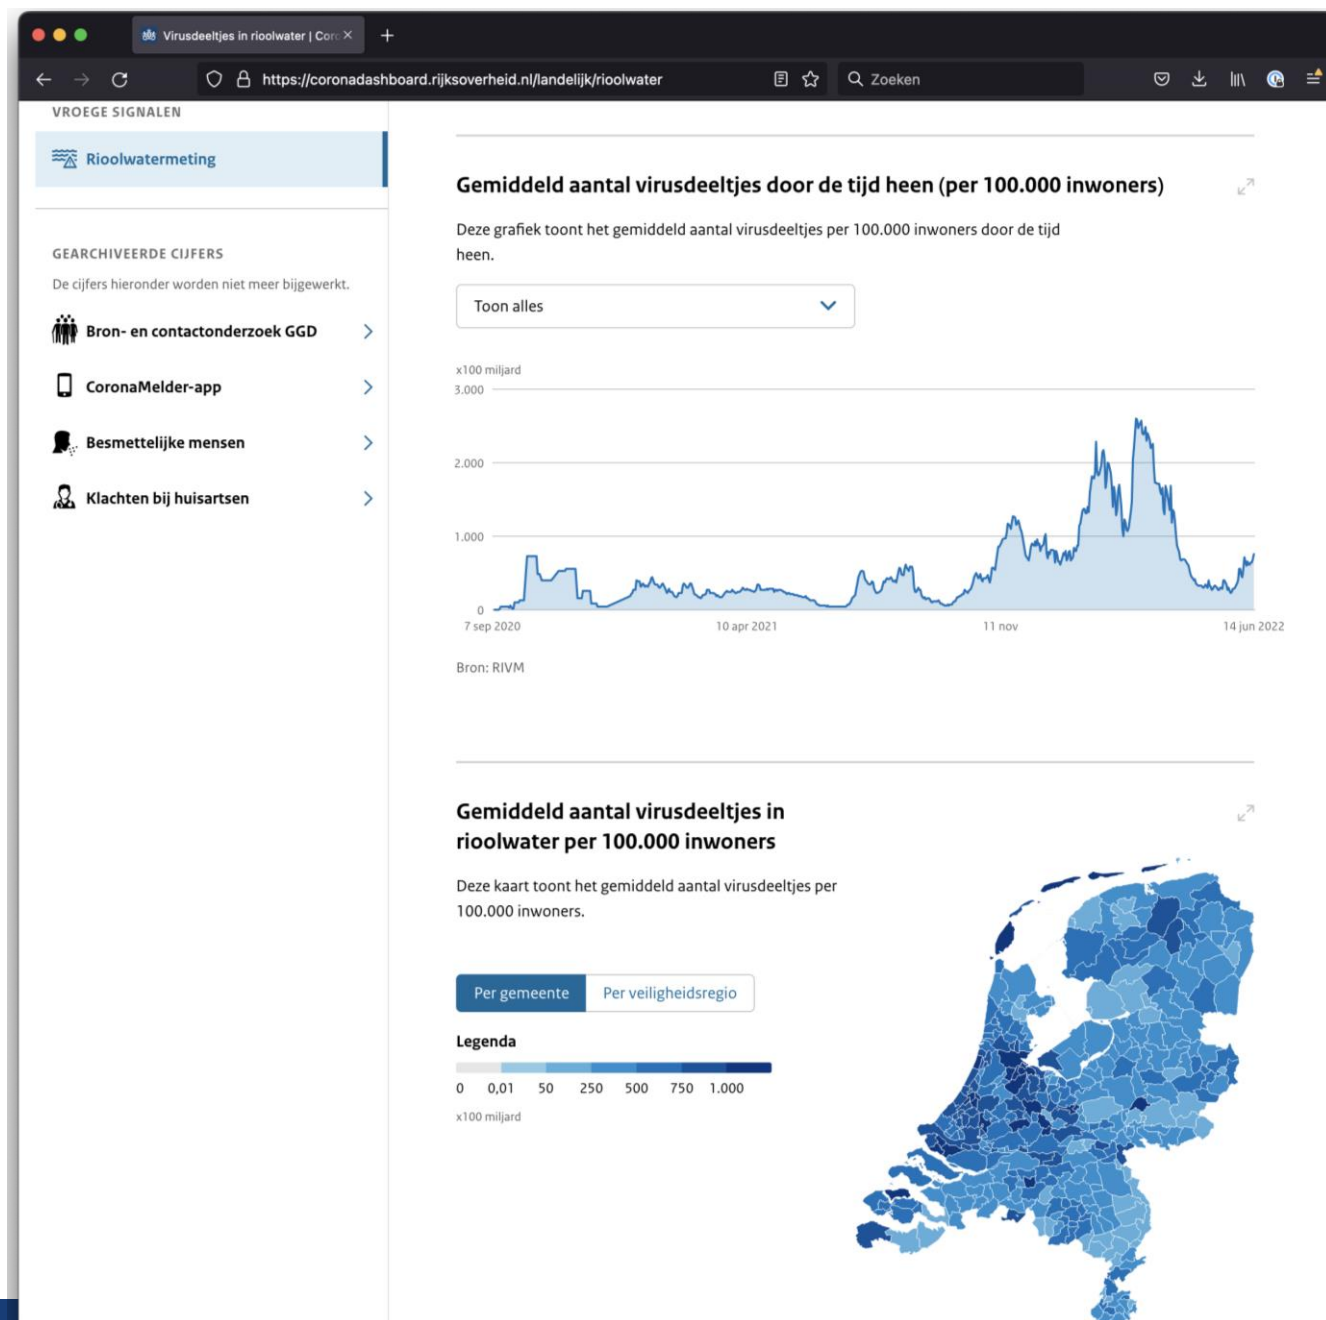 Virusdeeltjes in rioolwater | Coro
https://coronadashboard.rijksoverheid.nl/landelijk/rioolwater
Zoeken
VROEGE SIGNALEN
Rioolwatermeting
GEARCHIVEERDE CIJFERS
De cijfers hieronder worden niet meer bijgewerkt.
Bron- en contactonderzoek GGD
CoronaMelder-app
Besmettelijke mensen
Klachten bij huisartsen
Gemiddeld aantal virusdeeltjes door de tijd heen (per 100.000 inwoners)
Deze grafiek toont het gemiddeld aantal virusdeeltjes per 100.000 inwoners door de tijd
heen.
Toon alles
x100 miljard
3.000
2.000
1.000
0
7 sep 2020 10 apr 2021 11 nov 14 jun 2022
Bron: RIVM
Gemiddeld aantal virusdeeltjes in
rioolwater per 100.000 inwoners
Deze kaart toont het gemiddeld aantal virusdeeltjes per
100.000 inwoners.
Per gemeente Per veiligheidsregio
Legenda
0 0,01 50 250 500 750 1.000
x100 miljard